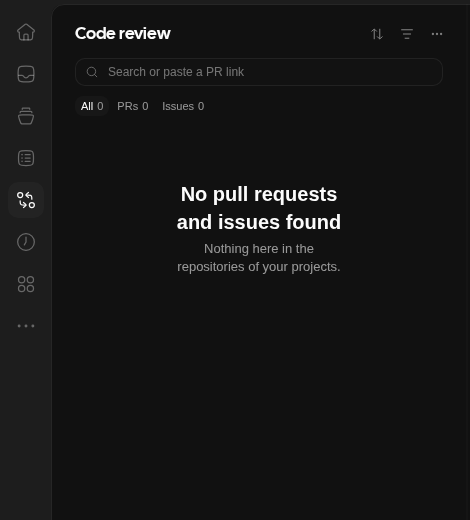 Code review
Search or paste a PR link
All 0 PRs 0 Issues 0
No pull requests
and issues found
Nothing here in the
repositories of your projects.